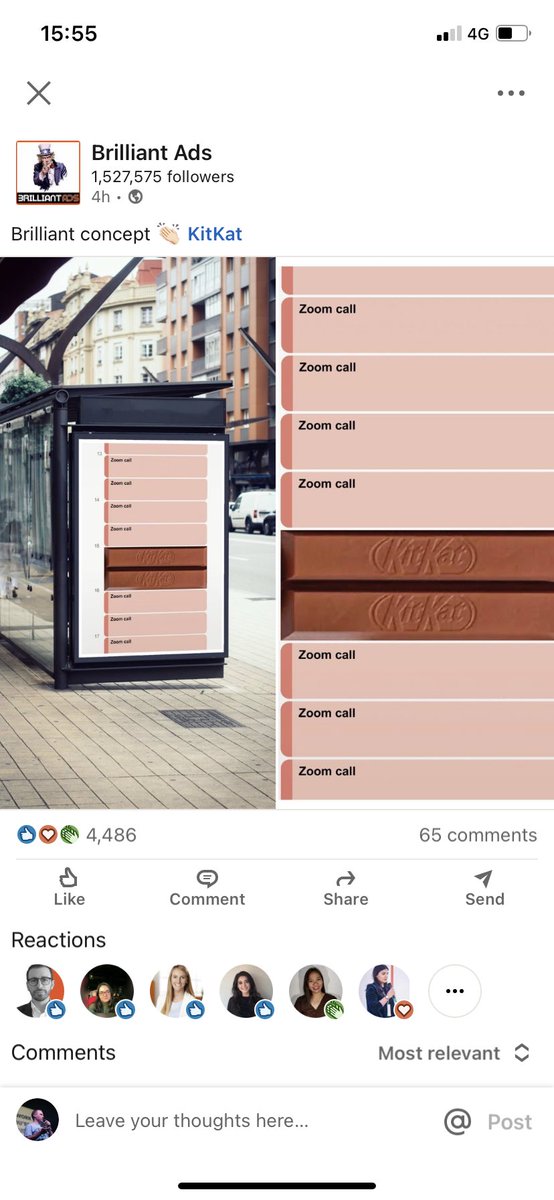 15:55
4G
BRILLIANT ADS
Brilliant Ads
1,527,575 followers
4h •
Brilliant concept 👏🏻 KitKat
13
Zoom call
Zoom call
14
Zoom call
Zoom call
15
KitKat
KitKat
16
Zoom call
Zoom call
17
Zoom call
Zoom call
Zoom call
Zoom call
Zoom call
KitKat
KitKat
Zoom call
Zoom call
Zoom call
4,486
65 comments
Like
Comment
Share
Send
Reactions
Comments
Most relevant
Leave your thoughts here...
@
Post